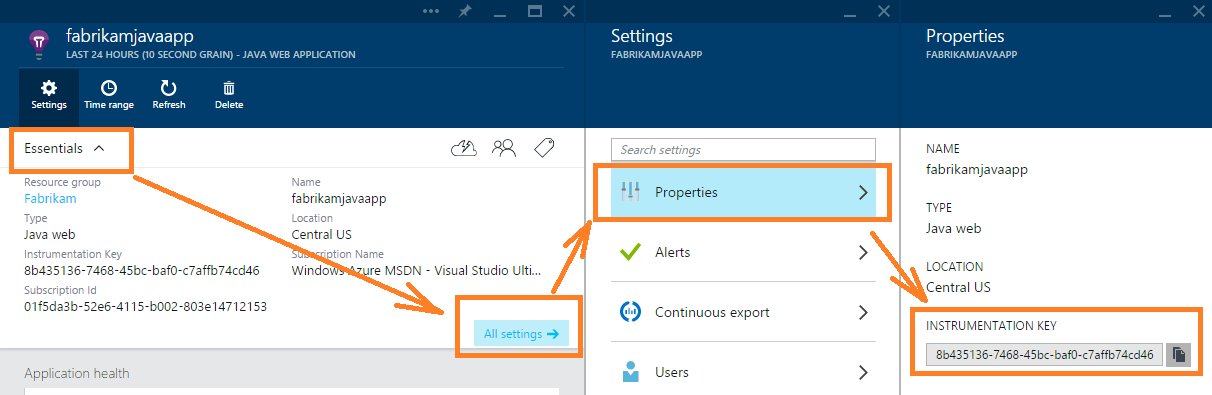 fabrikamjavaapp
LAST 24 HOURS (10 SECOND GRAIN) - JAVA WEB APPLICATION
Settings
Time range
Refresh
Delete
Essentials
Resource group
Fabrikam
Type
Java web
Instrumentation Key
8b435136-7468-45bc-baf0-c7affb74cd46
Subscription Id
01f5da3b-52e6-4115-b002-803e14712153
Name
fabrikamjavaapp
Location
Central US
Subscription Name
Windows Azure MSDN - Visual Studio Ulti...
All settings
Application health
Settings
FABRIKAMJAVAAPP
Search settings
Properties
Alerts
Continuous export
Users
Properties
FABRIKAMJAVAAPP
NAME
fabrikamjavaapp
TYPE
Java web
LOCATION
Central US
INSTRUMENTATION KEY
8b435136-7468-45bc-baf0-c7affb74cd46